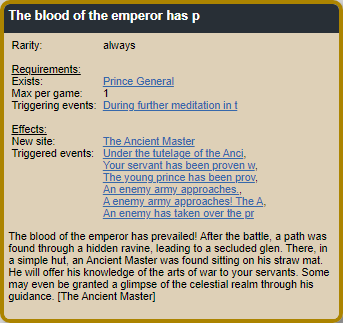 The blood of the emperor has p
Rarity: always
Requirements:
Exists: Prince General
Max per game: 1
Triggering events: During further meditation in t
Effects:
New site: The Ancient Master
Triggered events: Under the tutelage of the Anci,
Your servant has been proven w,
The young prince has been prov,
An enemy army approaches.,
A enemy army approaches! The A,
An enemy has taken over the pr
The blood of the emperor has prevailed! After the battle, a path was
found through a hidden ravine, leading to a secluded glen. There, in
a simple hut, an Ancient Master was found sitting on his straw mat.
He will offer his knowledge of the arts of war to your servants. Some
may even be granted a glimpse of the celestial realm through his
guidance. [The Ancient Master]